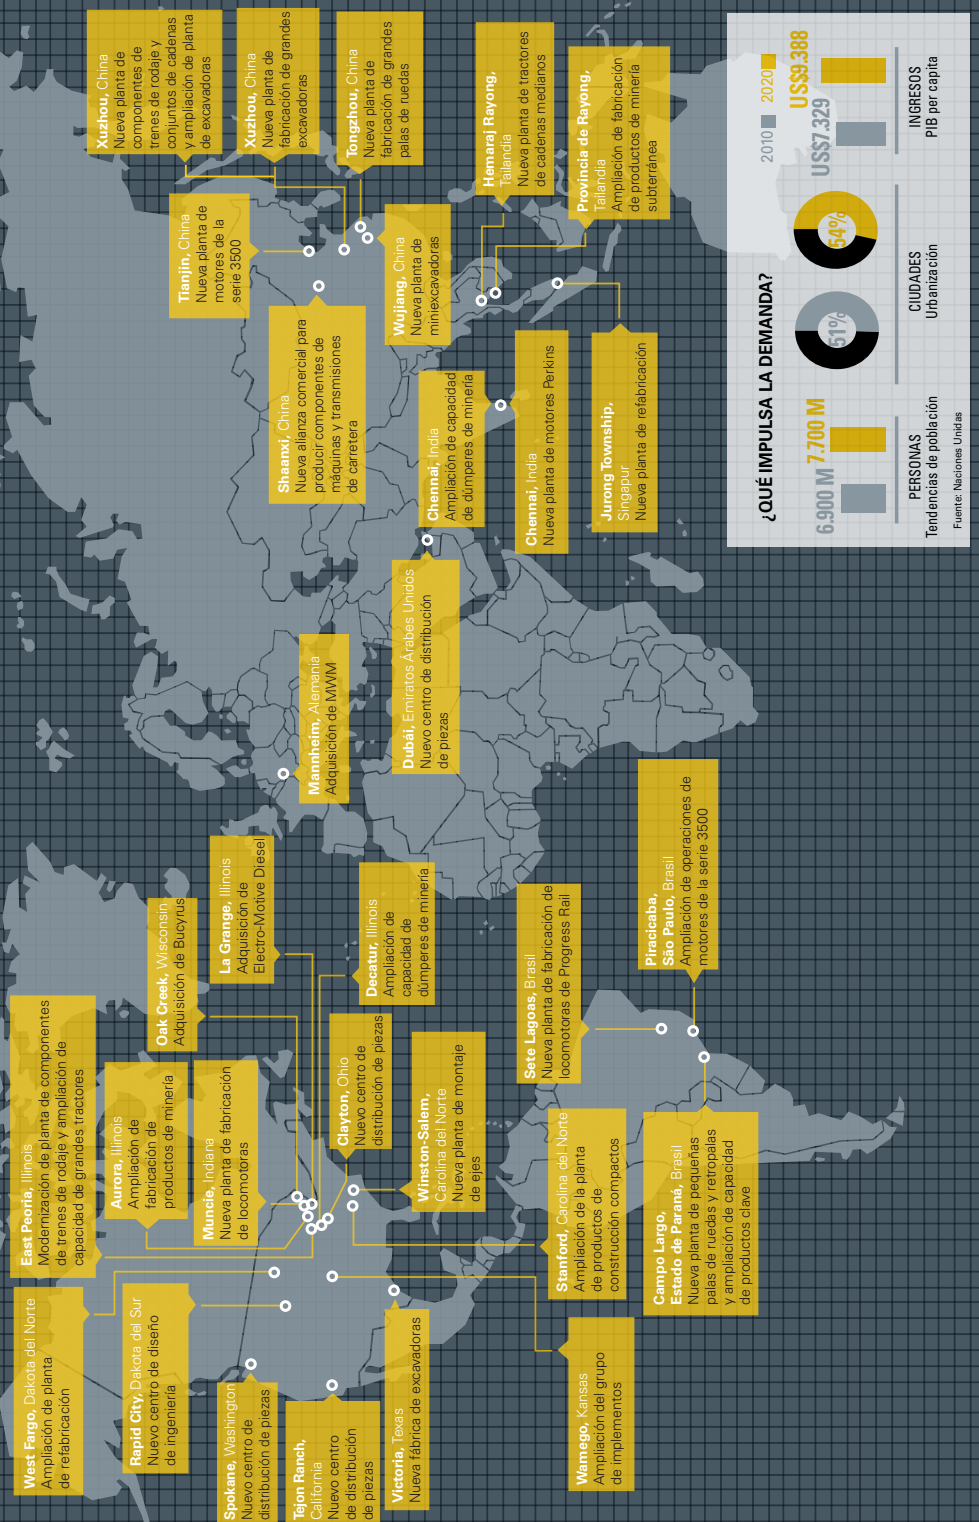 West Fargo, Dakota del Norte
Ampliación de planta
de refabricación
East Peoria, Illinois
Modernización de planta de componentes
de trenes de rodaje y ampliación de
capacidad de grandes tractores
Aurora, Illinois
Ampliación de
fabricación de
productos de minería
Rapid City, Dakota del Sur
Nuevo centro de diseño
de ingeniería
Oak Creek, Wisconsin
Adquisición de Bucyrus
Muncie, Indiana
Nueva planta de fabricación
de locomotoras
La Grange, Illinois
Adquisición de
Electro-Motive Diesel
Spokane, Washington
Nuevo centro de
distribución de piezas
Tejon Ranch,
California
Nuevo centro
de distribución
de piezas
Clayton, Ohio
Nuevo centro de
distribución de piezas
Decatur, Illinois
Ampliación de
capacidad de
dúmperes de minería
Victoria, Texas
Nueva fábrica de excavadoras
Winston-Salem,
Carolina del Norte
Nueva planta de montaje
de ejes
Stanford, Carolina del Norte
Ampliación de la planta
de productos de
construcción compactos
Wamego, Kansas
Ampliación del grupo
de implementos
Sete Lagoas, Brasil
Nueva planta de fabricación de
locomotoras de Progress Rail
Piracicaba,
São Paulo, Brasil
Ampliación de operaciones de
motores de la serie 3500
Campo Largo,
Estado de Paraná, Brasil
Nueva planta de pequeñas
palas de ruedas y retropalas
y ampliación de capacidad
de productos clave
Mannheim, Alemania
Adquisición de MWM
Dubái, Emiratos Árabes Unidos
Nuevo centro de distribución
de piezas
Xuzhou, China
Nueva planta de
componentes de
trenes de rodaje y
conjuntos de cadenas
y ampliación de planta
de excavadoras
Xuzhou, China
Nueva planta de
fabricación de grandes
excavadoras
Tongzhou, China
Nueva planta de
fabricación de grandes
palas de ruedas
Tianjin, China
Nueva planta de
motores de la
serie 3500
Shaanxi, China
Nueva alianza comercial para
producir componentes de
máquinas y transmisiones
de carretera
Wujiang, China
Nueva planta de
miniexcavadoras
Chennai, India
Ampliación de capacidad
de dúmperes de minería
Chennai, India
Nueva planta de motores Perkins
Hemaraj Rayong,
Tailandia
Nueva planta de tractores
de cadenas medianos
Provincia de Rayong,
Tailandia
Ampliación de fabricación
de productos de minería
subterránea
Jurong Township,
Singapur
Nueva planta de refabricación
¿QUÉ IMPULSA LA DEMANDA?
2010 2020
6.900 M 7.700 M
PERSONAS
Tendencias de población
51% 54%
CIUDADES
Urbanización
US$7.329 US$9.388
INGRESOS
PIB per capita
Fuente: Naciones Unidas